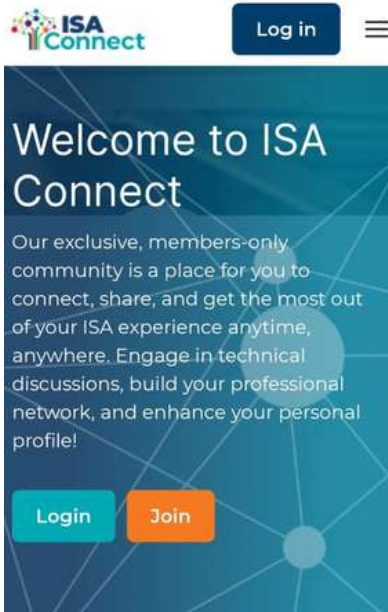 ISA
Connect
Log in
Welcome to ISA
Connect
Our exclusive, members-only
community is a place for you to
connect, share, and get the most out
of your ISA experience anytime,
anywhere. Engage in technical
discussions, build your professional
network, and enhance your personal
profile!
Login
Join